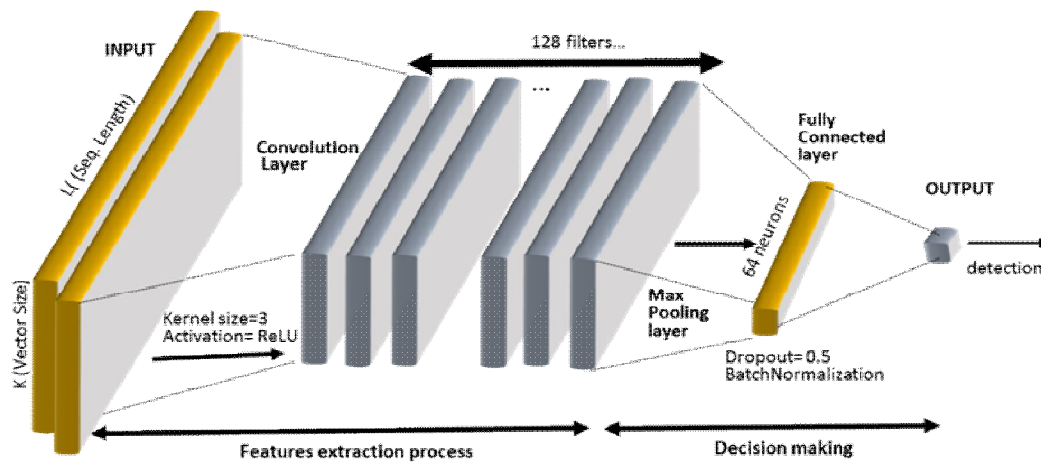 128 filters...
INPUT
L( (Seq. Length)
Convolution
Layer
...
Fully
Connected
layer
OUTPUT
64 neurons
detection
K (Vector Size)
Kernel size=3
Activation= ReLU
Max
Pooling
layer
Dropout= 0.5
BatchNormalization
Features extraction process
Decision making